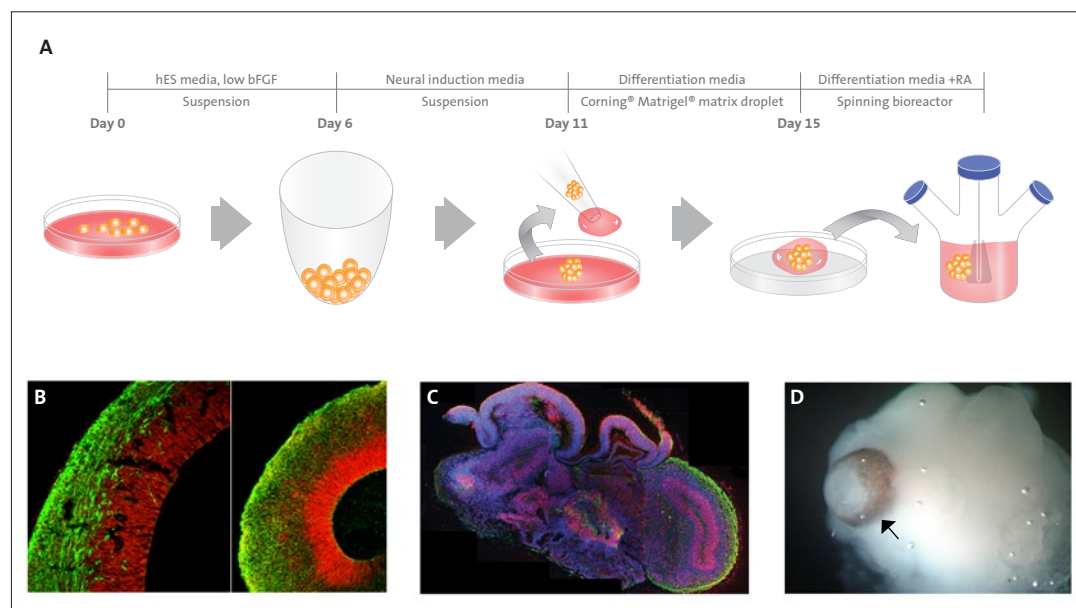 A
hES media, low bFGF
Neural induction media
Differentiation media
Differentiation media +RA
Suspension
Suspension
Corning® Matrigel® matrix droplet
Spinning bioreactor
Day 0
Day 6
Day 11
Day 15
B
C
D